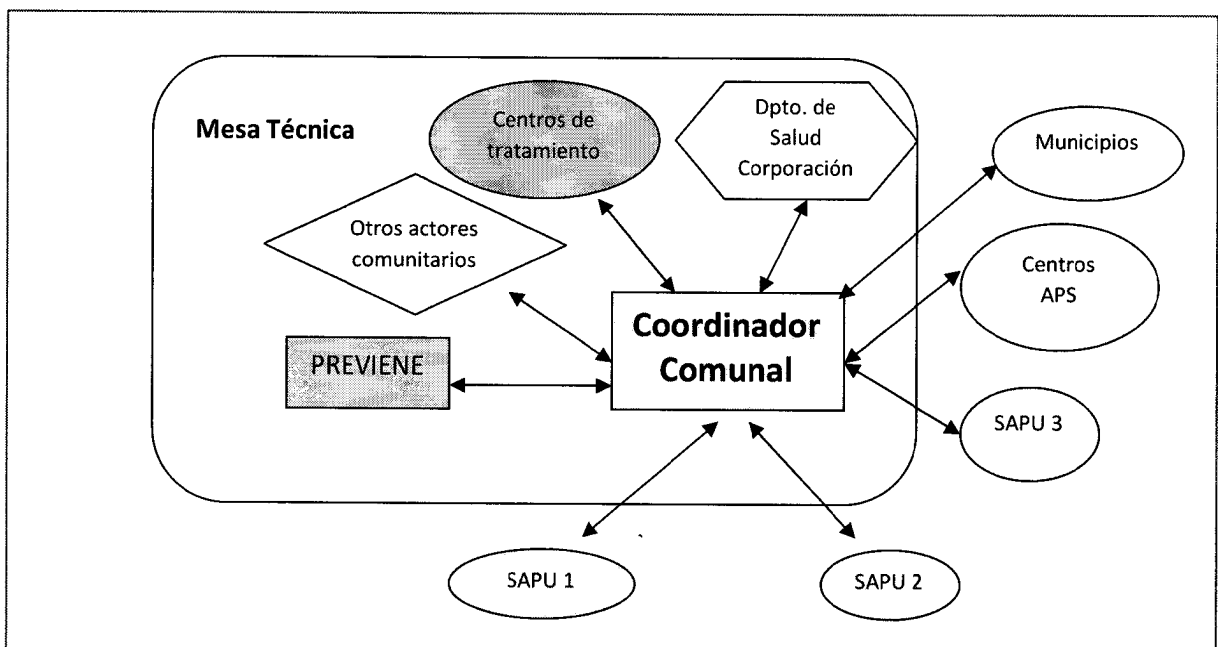 Mesa Técnica
Centros de
tratamiento
Dpto. de
Salud
Corporación
Municipios
Otros actores
comunitarios
Centros
APS
Coordinador
Comunal
PREVIENE
SAPU 3
SAPU 1
SAPU 2